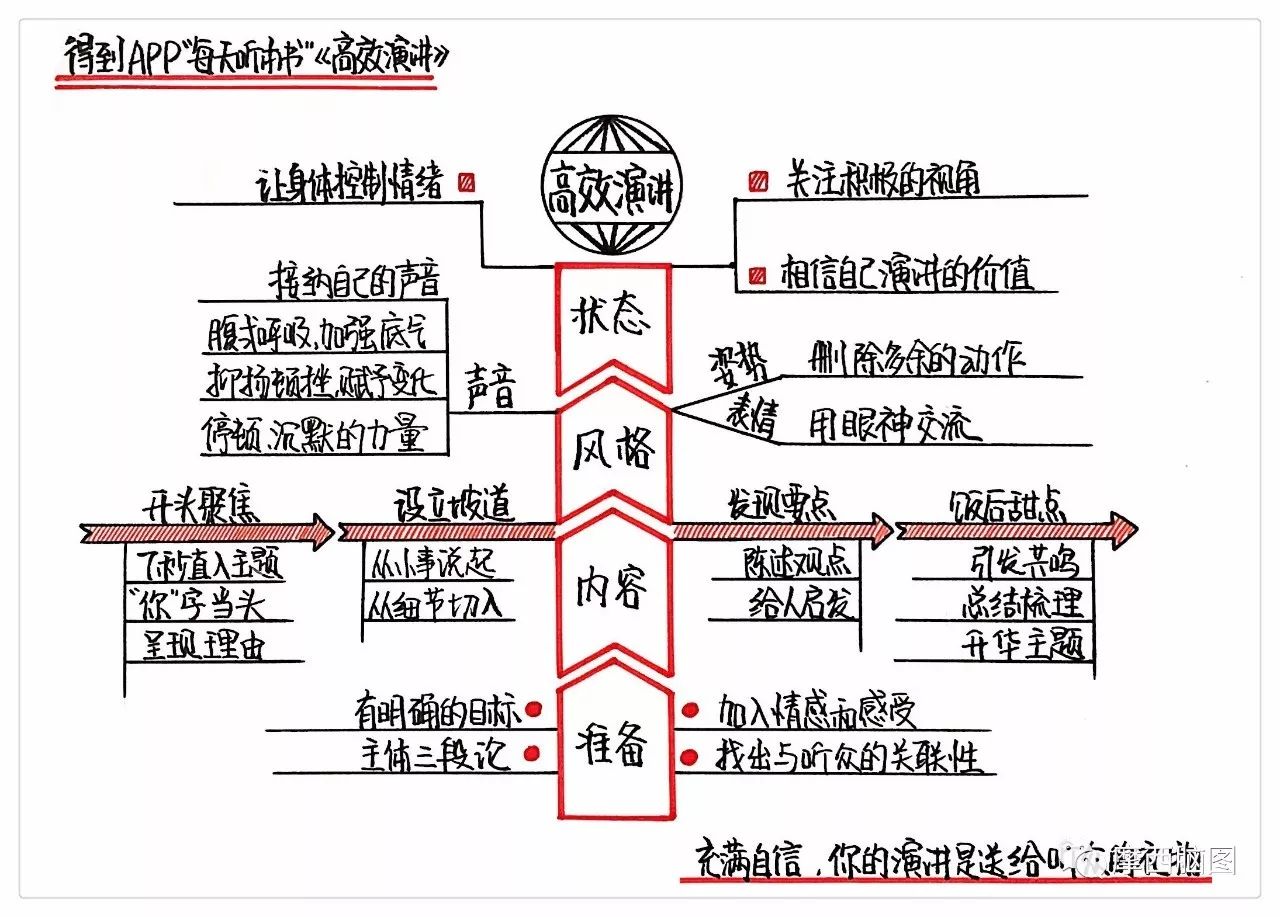 得到APP"每天听本书"《高效演讲》
高效演讲
让身体控制情绪
关注积极的视角
相信自己演讲的价值
状态
接纳自己的声音
腹式呼吸、加强底气
抑扬顿挫、赋予变化
停顿、沉默的力量
声音
姿势 删除多余的动作
表情 用眼神交流
风格
开头聚焦 设立坡道 发现要点 饭后甜点
7秒直入主题 从小事说起 陈述观点 引发共鸣
"你"字当头 从细节切入 给人启发 总结梳理
呈现理由 升华主题
内容
有明确的目标 加入情感和感受
主体三段论 找出与听众的关联性
准备
充满自信，你的演讲是送给
摩西脑图